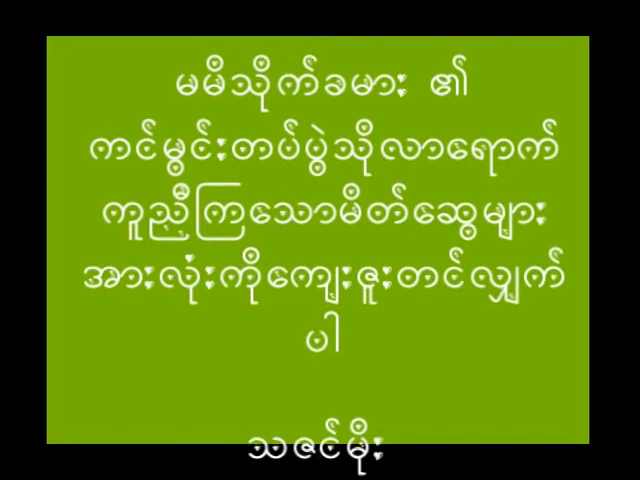 မမိသိုက်ခမား ၏
ကင်မွင်းတပ်ပွဲသိုလာရောက်
ကူညီကြသောမိတ်ဆွေများ
အားလုံးကိုကျေးဇူးတင်လျှက်
ပါ
သဇင်မိုး